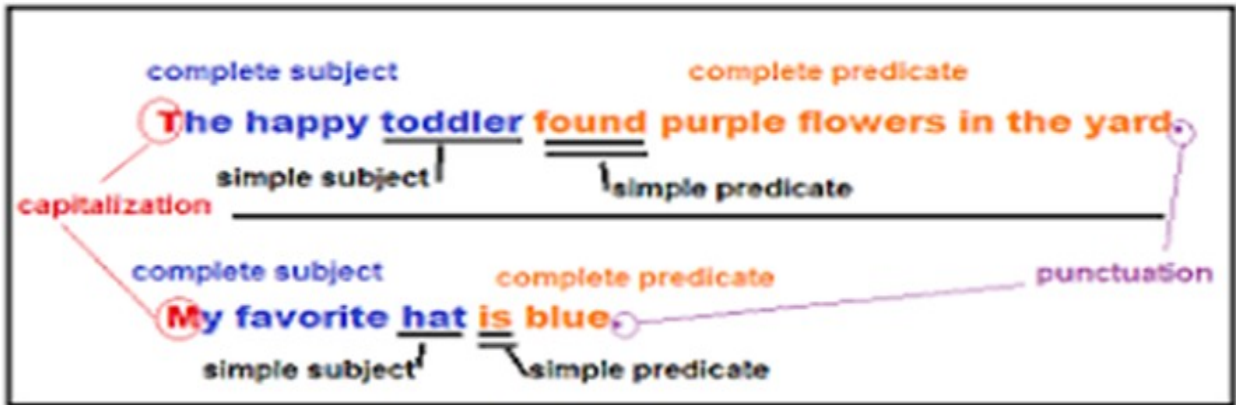 complete subject complete predicate
The happy toddler found purple flowers in the yard.
simple subject simple predicate
capitalization
complete subject complete predicate punctuation
My favorite hat is blue.
simple subject simple predicate